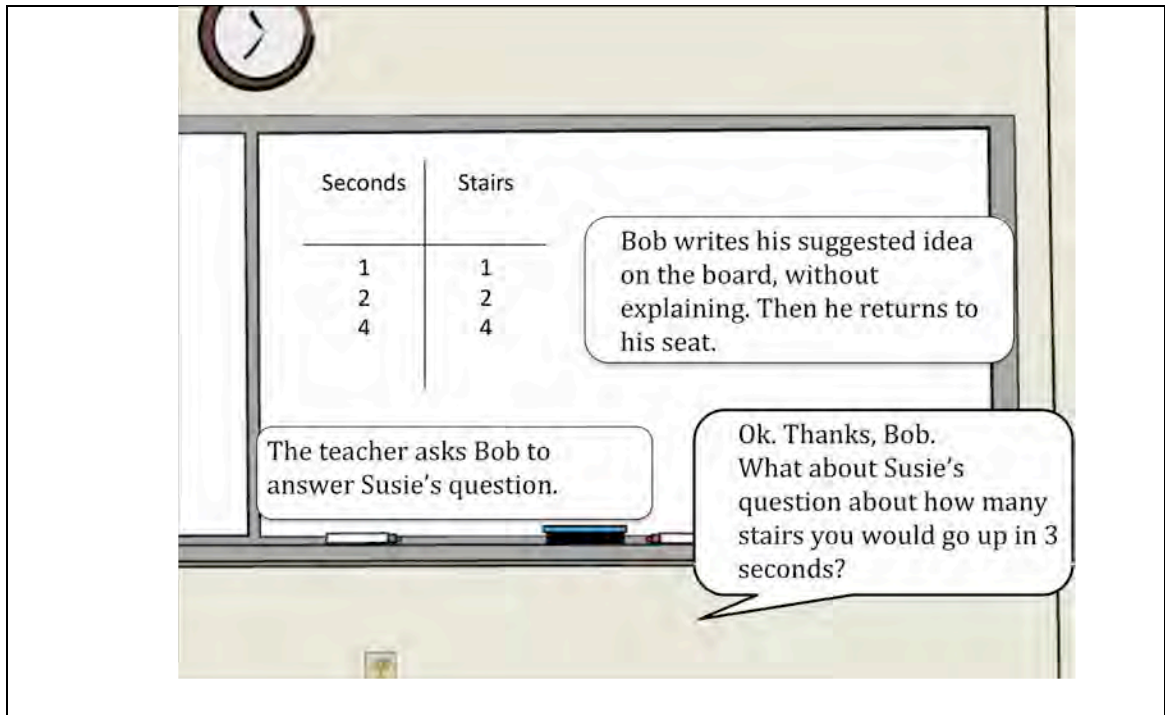 Seconds Stairs
1 1
2 2
4 4
Bob writes his suggested idea
on the board, without
explaining. Then he returns to
his seat.
The teacher asks Bob to
answer Susie’s question.
Ok. Thanks, Bob.
What about Susie’s
question about how many
stairs you would go up in 3
seconds?